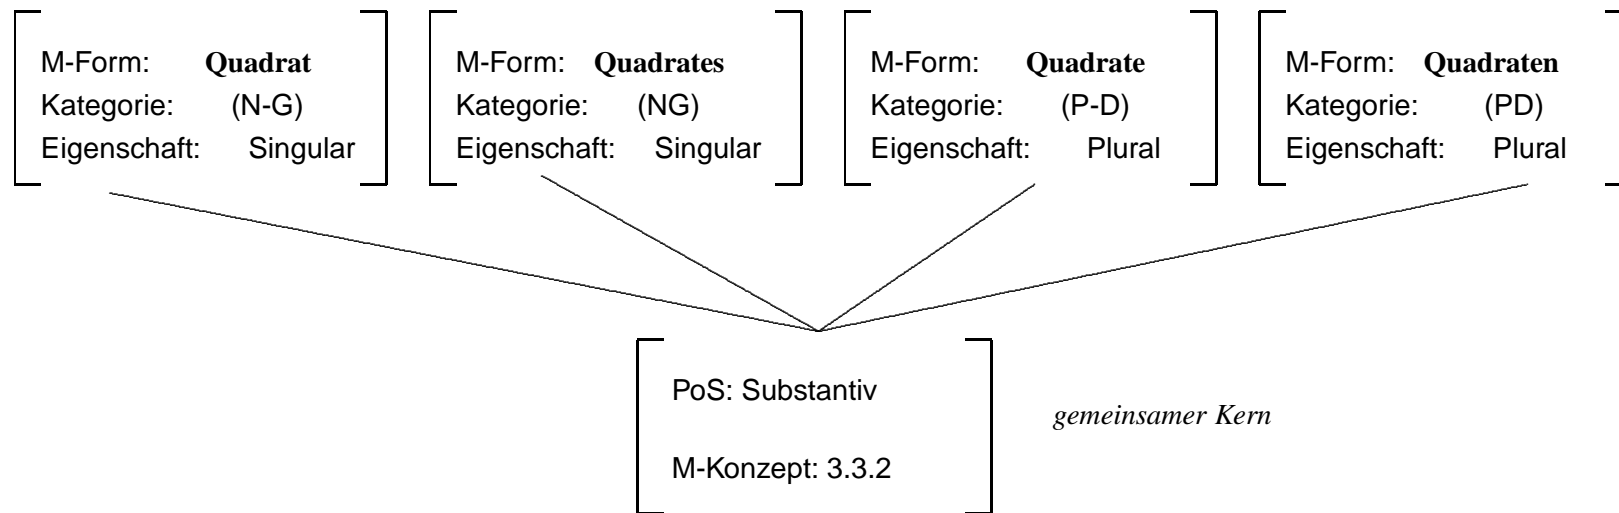 M-Form: Quadrat
Kategorie: (N-G)
Eigenschaft: Singular
M-Form: Quadrates
Kategorie: (NG)
Eigenschaft: Singular
M-Form: Quadrate
Kategorie: (P-D)
Eigenschaft: Plural
M-Form: Quadraten
Kategorie: (PD)
Eigenschaft: Plural
PoS: Substantiv
gemeinsamer Kern
M-Konzept: 3.3.2